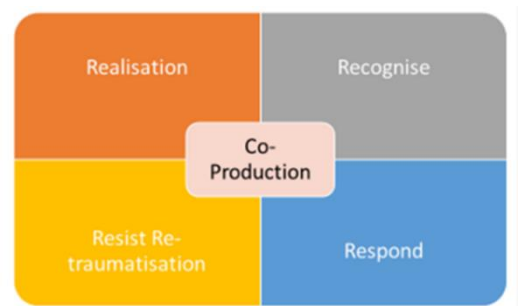 Realisation
Recognise
Co-
Production
Resist Re-
traumatisation
Respond